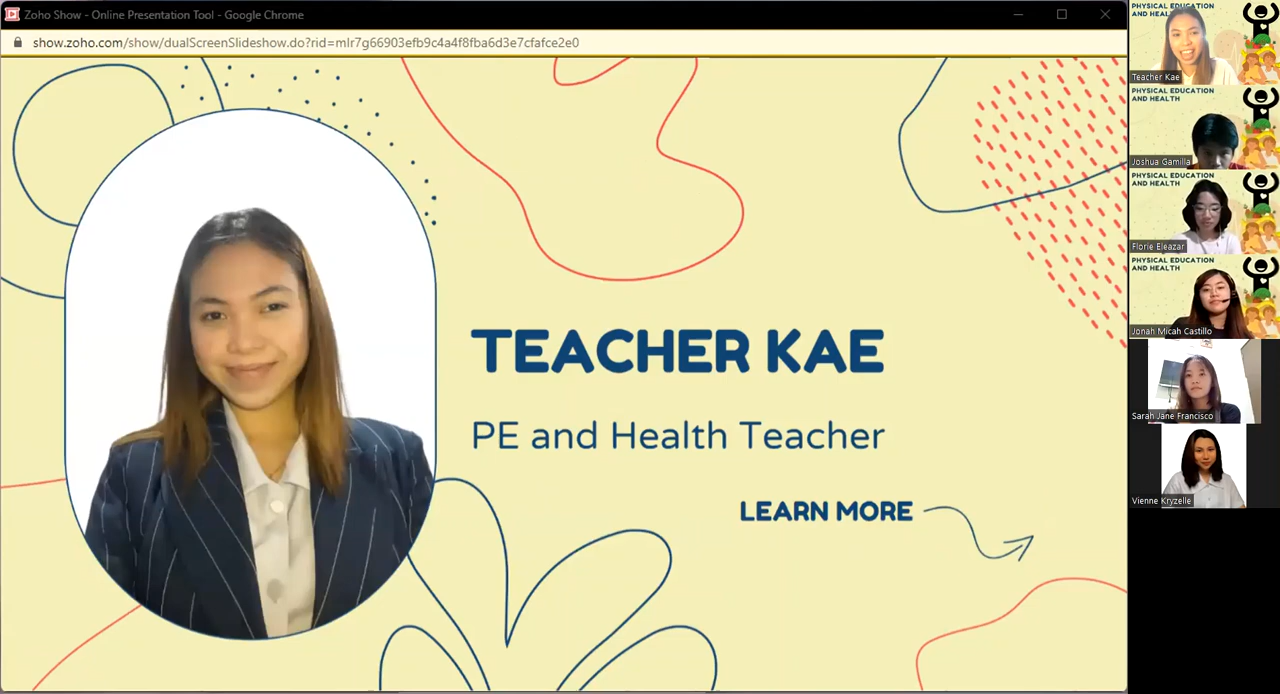 Zoho Show - Online Presentation Tool - Google Chrome
show.zoho.com/show/dualScreenSlideshow.do?rid=mlr7g66903efb9c4a4f8fba6d3e7cfafce2e0
TEACHER KAE
PE and Health Teacher
LEARN MORE
PHYSICAL EDUCATION
AND HEALTH
Teacher Kae
PHYSICAL EDUCATION
AND HEALTH
Joshua Gamilla
PHYSICAL EDUCATION
AND HEALTH
Florie Eleazar
PHYSICAL EDUCATION
AND HEALTH
Jonah Micah Castillo
Sarah Jane Francisco
Vienne Kryzelle